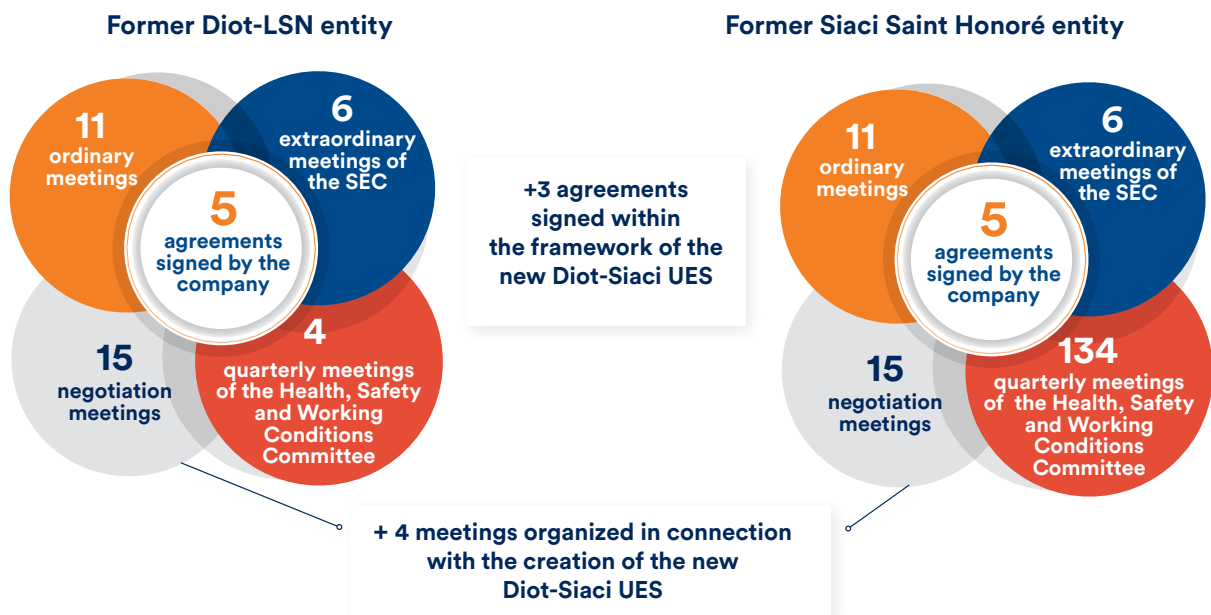 Former Diot-LSN entity
11
ordinary
meetings
6
extraordinary
meetings of
the SEC
5
agreements
signed by the
company
15
negotiation
meetings
4
quarterly meetings
of the Health, Safety
and Working
Conditions
Committee
+3 agreements
signed within
the framework of the
new Diot-Siaci UES
Former Siaci Saint Honoré entity
11
ordinary
meetings
6
extraordinary
meetings of
the SEC
5
agreements
signed by the
company
15
negotiation
meetings
134
quarterly meetings
of the Health, Safety
and Working
Conditions
Committee
+ 4 meetings organized in connection
with the creation of the new
Diot-Siaci UES